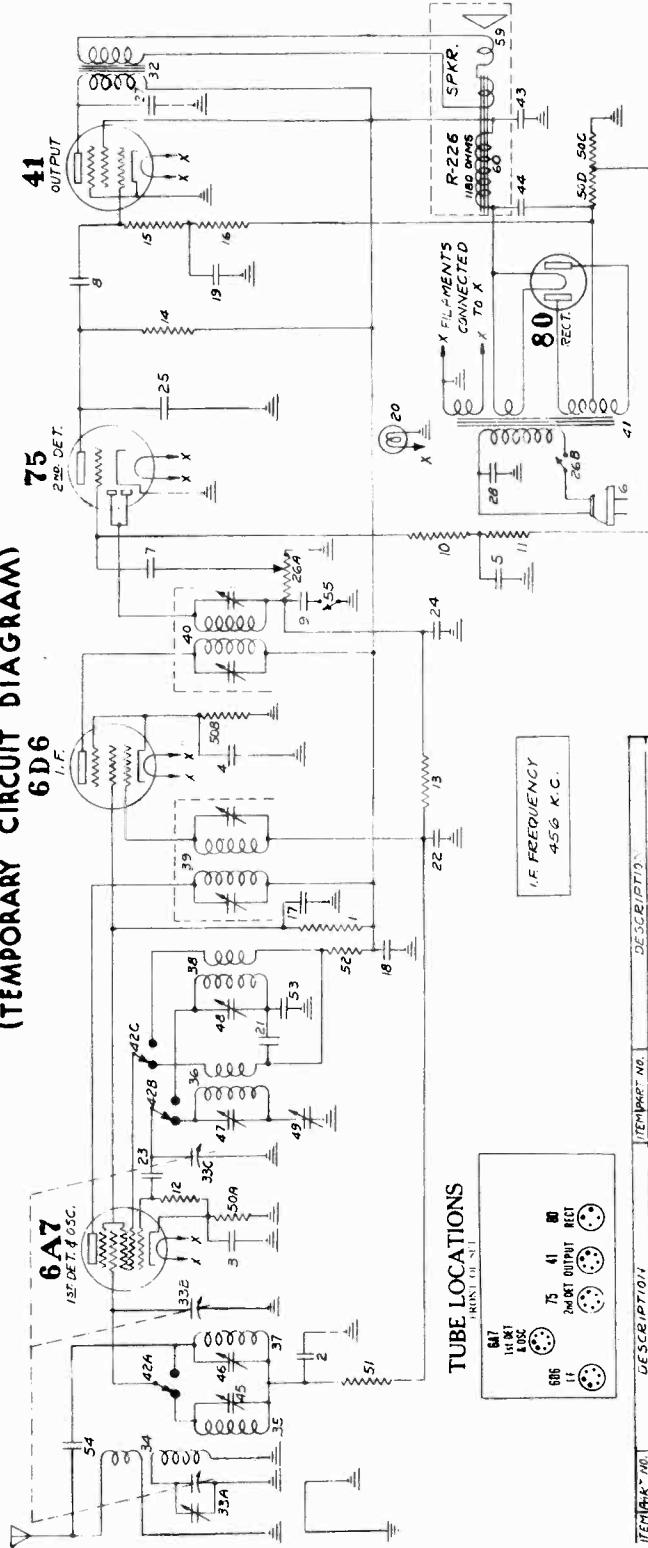 (TEMPORARY CIRCUIT DIAGRAM)
6A7
1ST DET. & OSC.
6D6
I.F.
75
2ND DET.
41
OUTPUT
54
34
33A
42A
35
45
46
37
2
51
33B
3
50A
12
23
33C
42B
42C
47
49
36
21
48
53
38
52
18
1
17
39
22
13
4
50B
40
24
9
55
26A
7
10
5
11
25
14
8
19
15
16
27
32
20
X
X FILAMENTS
CONNECTED
TO X
X
80
RECT.
28
26B
6
41
R-226
1180 OHMS
60
SPKR.
59
44
43
50D
50C
X X
X X
X X
X X
I.F. FREQUENCY
456 K.C.
TUBE LOCATIONS
FRONT OF SET
6D6
I F
6A7
1st DET
& OSC
75
2nd DET
41
OUTPUT
80
RECT
ITEM PART NO.
DESCRIPTION
ITEM PART NO.
DESCRIPTION